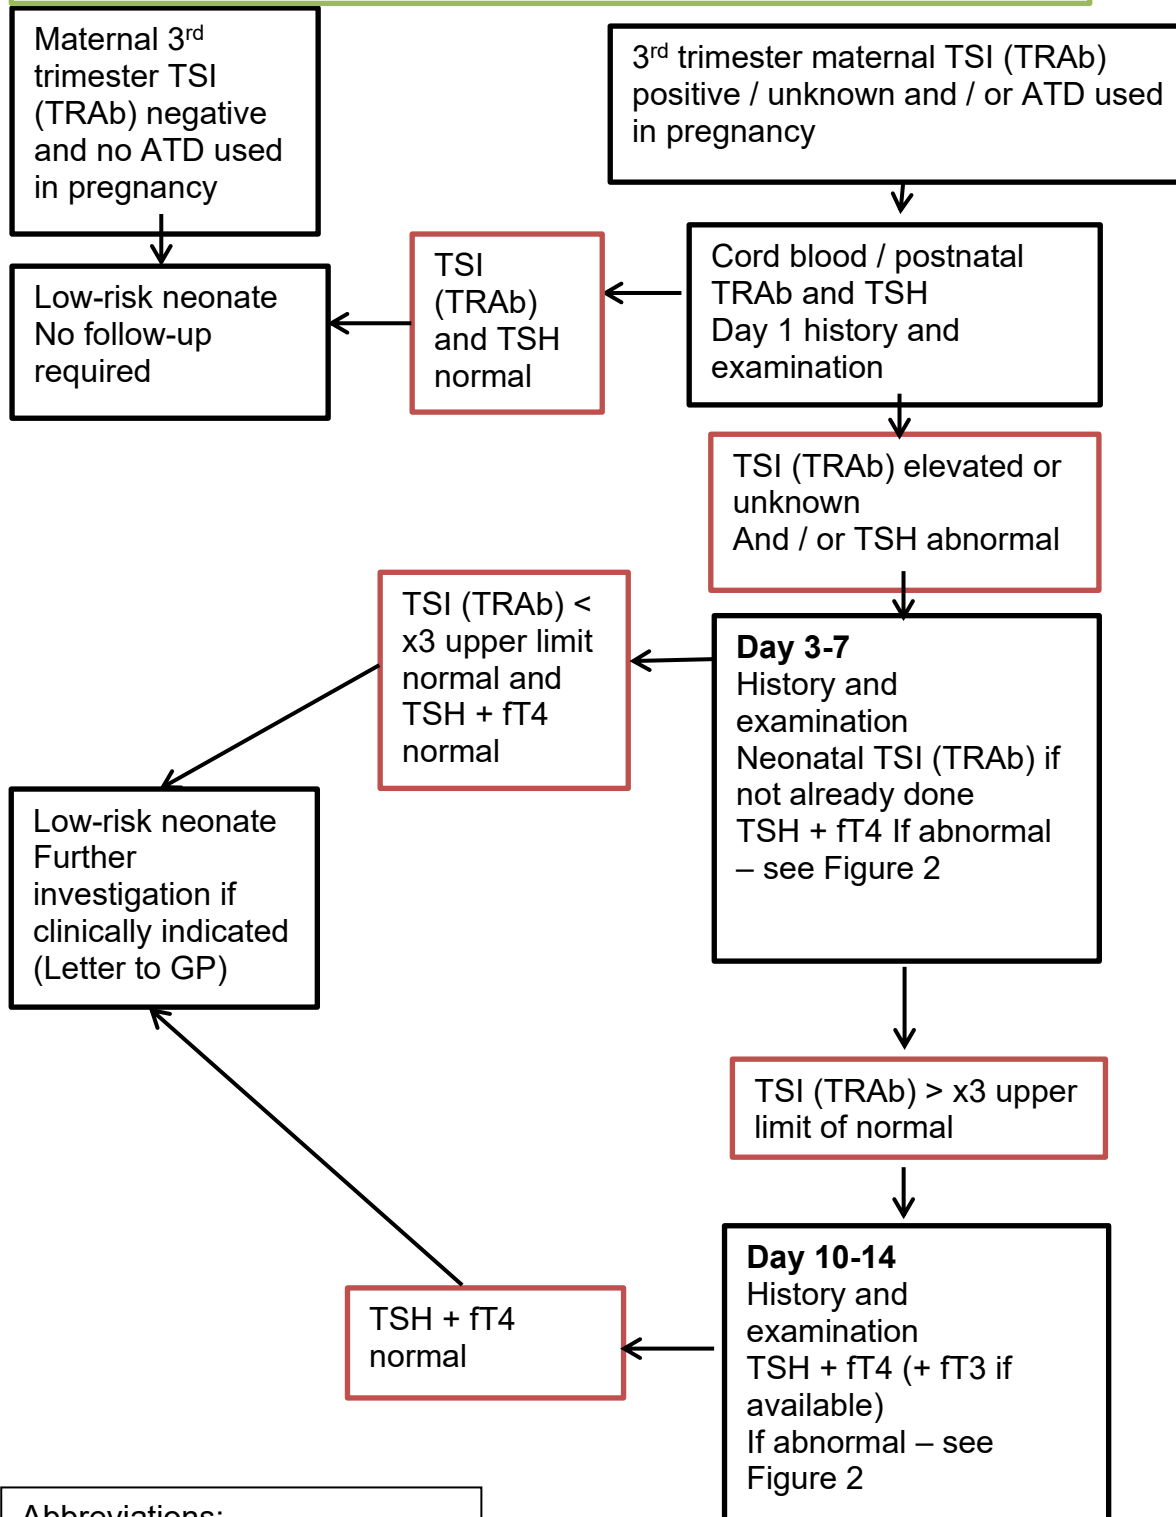 Maternal 3rd
trimester TSI
(TRAb) negative
and no ATD used
in pregnancy
3rd trimester maternal TSI (TRAb)
positive / unknown and / or ATD used
in pregnancy
Low-risk neonate
No follow-up
required
TSI
(TRAb)
and TSH
normal
Cord blood / postnatal
TRAb and TSH
Day 1 history and
examination
TSI (TRAb) elevated or
unknown
And / or TSH abnormal
TSI (TRAb) <
x3 upper limit
normal and
TSH + fT4
normal
Day 3-7
History and
examination
Neonatal TSI (TRAb) if
not already done
TSH + fT4 If abnormal
– see Figure 2
Low-risk neonate
Further
investigation if
clinically indicated
(Letter to GP)
TSI (TRAb) > x3 upper
limit of normal
TSH + fT4
normal
Day 10-14
History and
examination
TSH + fT4 (+ fT3 if
available)
If abnormal – see
Figure 2
Abbreviations: